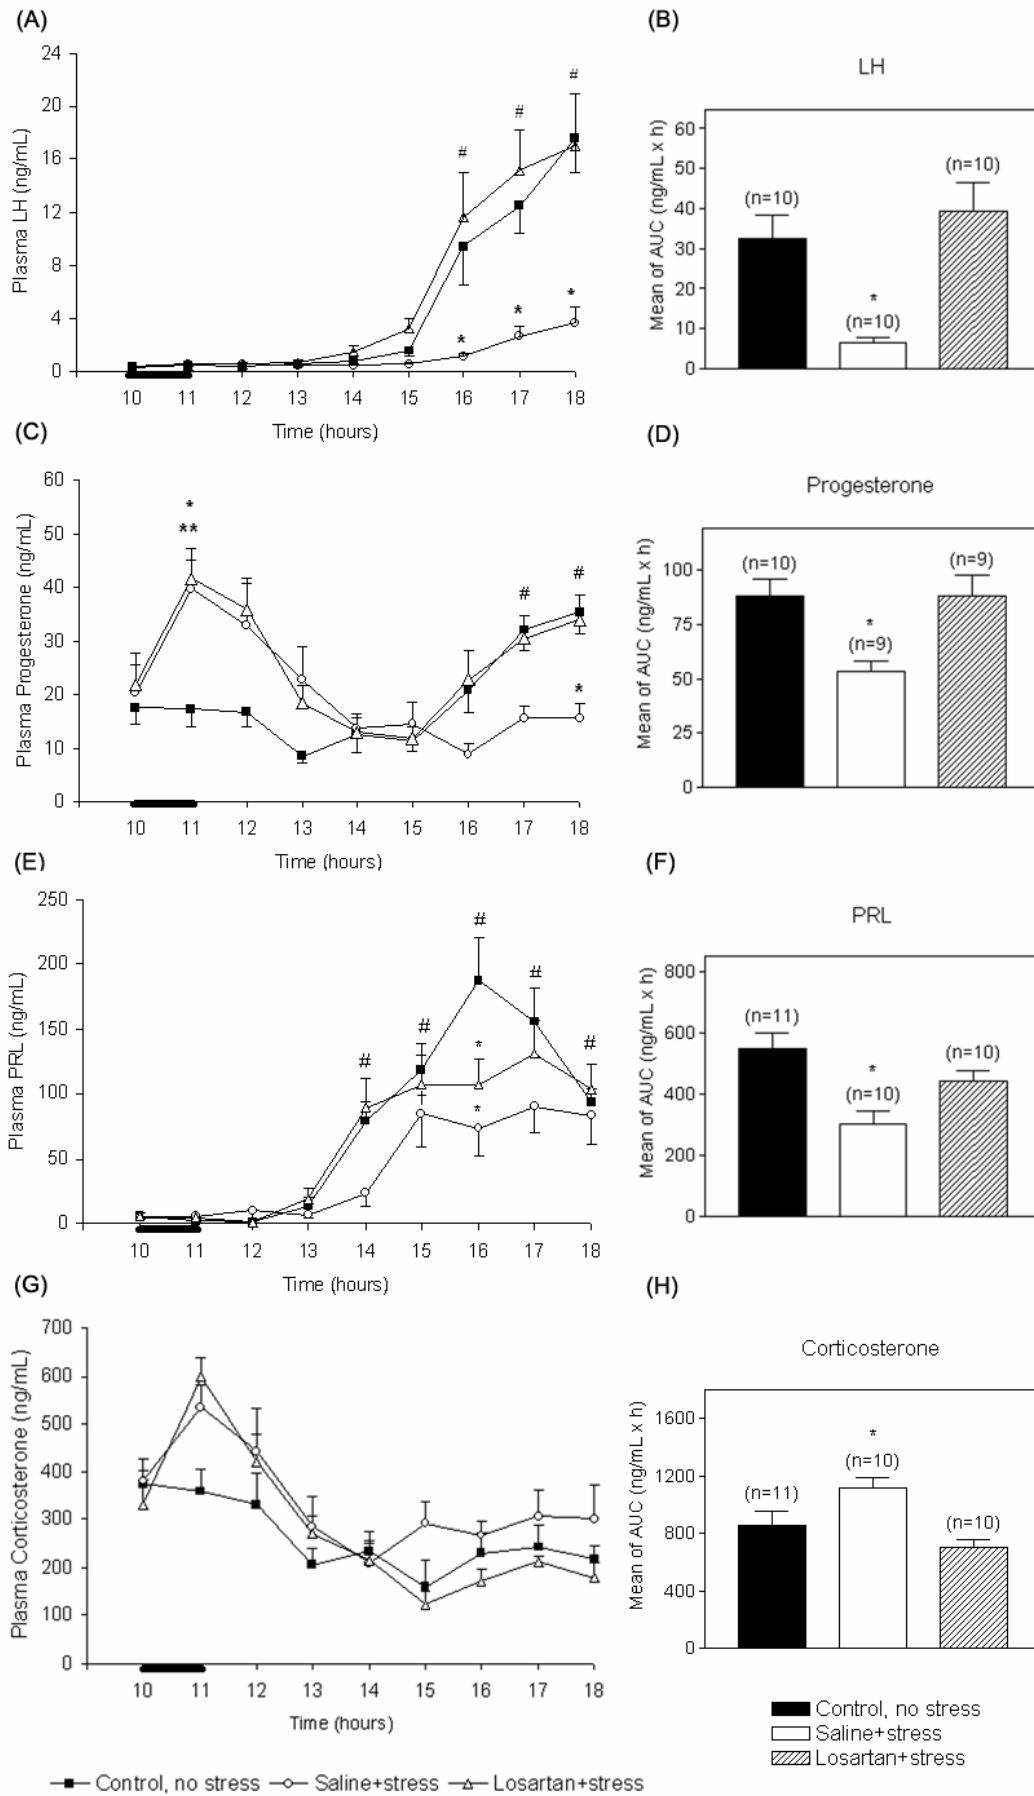 (A)
24
20
16
12
8
4
0
Plasma LH (ng/mL)
#
#
#
*
*
*
10 11 12 13 14 15 16 17 18
Time (hours)
(B)
LH
60
50
40
30
20
10
0
Mean of AUC (ng/mL x h)
(n=10)
*
(n=10)
(n=10)
(C)
60
50
40
30
20
10
0
Plasma Progesterone (ng/mL)
*
**
#
#
*
10 11 12 13 14 15 16 17 18
Time (hours)
(D)
Progesterone
100
75
50
25
0
Mean of AUC (ng/mL x h)
(n=10)
*
(n=9)
(n=9)
(E)
250
200
150
100
50
0
Plasma PRL (ng/mL)
#
#
#
#
#
*
*
10 11 12 13 14 15 16 17 18
Time (hours)
(F)
PRL
800
600
400
200
0
Mean of AUC (ng/mL x h)
(n=11)
*
(n=10)
(n=10)
(G)
700
600
500
400
300
200
100
0
Plasma Corticosterone (ng/mL)
10 11 12 13 14 15 16 17 18
Time (hours)
(H)
Corticosterone
1600
1200
800
400
0
Mean of AUC (ng/mL x h)
(n=11)
*
(n=10)
(n=10)
Control, no stress
Saline+stress
Losartan+stress
Control, no stress Saline+stress Losartan+stress